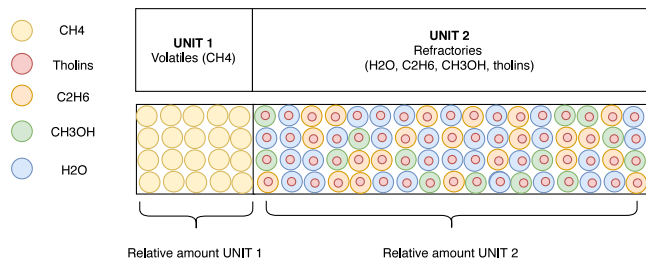 CH4
Tholins
C2H6
CH3OH
H2O
UNIT 1
Volatiles (CH4)
UNIT 2
Refractories
(H2O, C2H6, CH3OH, tholins)
Relative amount UNIT 1
Relative amount UNIT 2